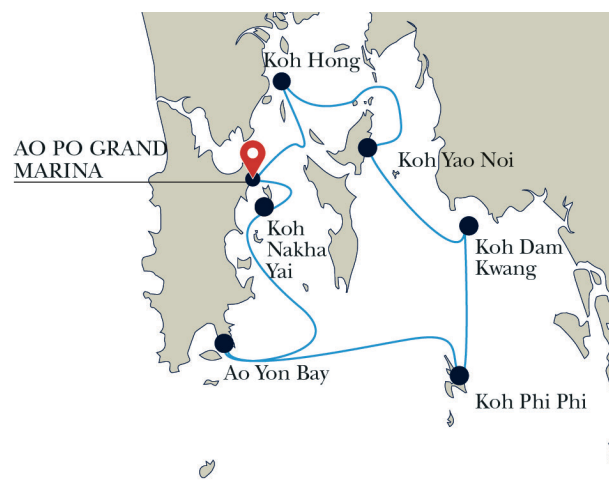 Koh Hong
AO PO GRAND
MARINA
Koh Yao Noi
Koh
Nakha
Yai
Koh Dam
Kwang
Ao Yon Bay
Koh Phi Phi